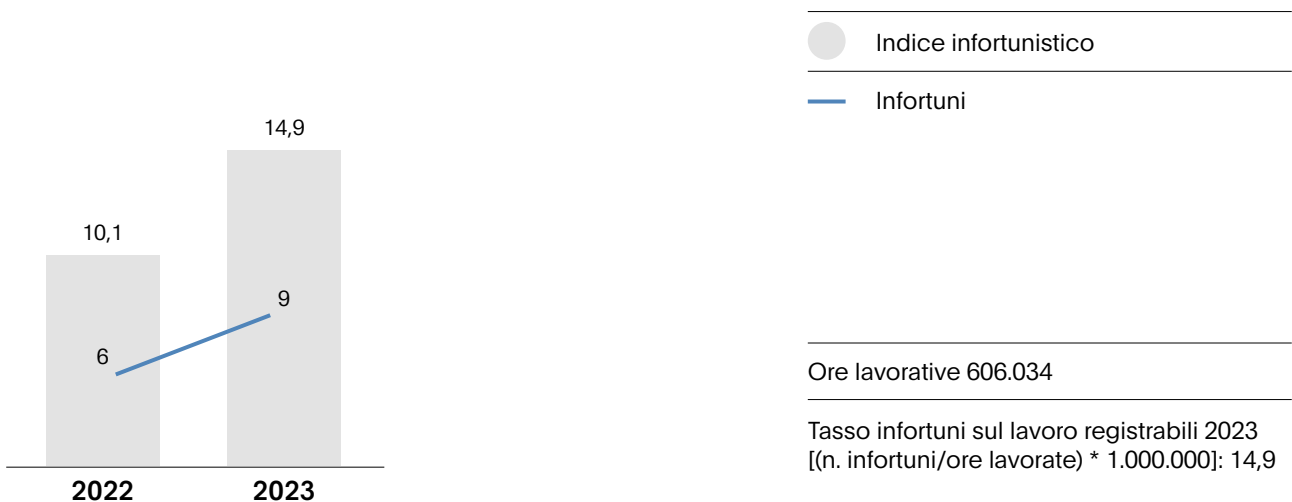 Indice infortunistico
Infortuni
14,9
10,1
9
6
2022
2023
Ore lavorative 606.034
Tasso infortuni sul lavoro registrabili 2023
[(n. infortuni/ore lavorate) * 1.000.000]: 14,9